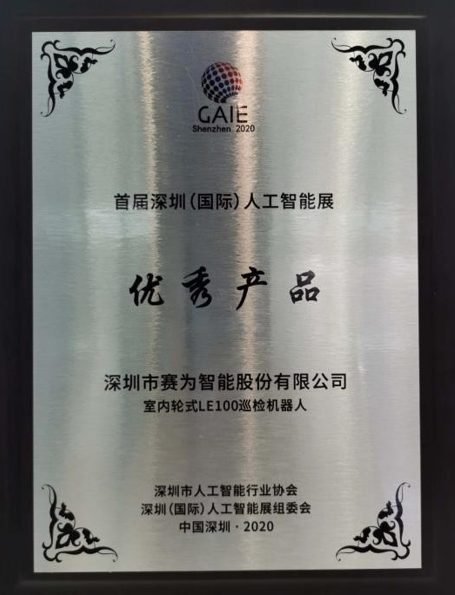 GAIE
Shenzhen 2020
首届深圳(国际)人工智能展
优秀产品
深圳市赛为智能股份有限公司
室内轮式LE100巡检机器人
深圳市人工智能行业协会
深圳(国际)人工智能展组委会
中国深圳·2020